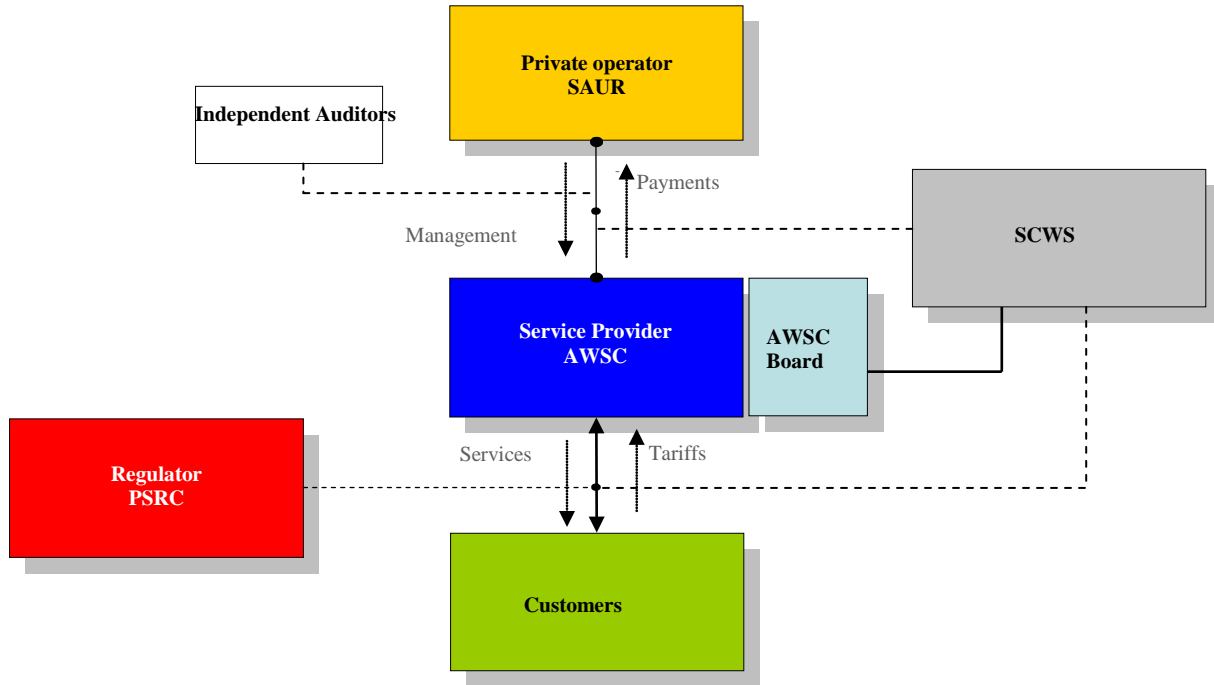 Private operator
SAUR
Independent Auditors
Payments
Management
SCWS
Service Provider
AWSC
AWSC
Board
Services
Tariffs
Regulator
PSRC
Customers